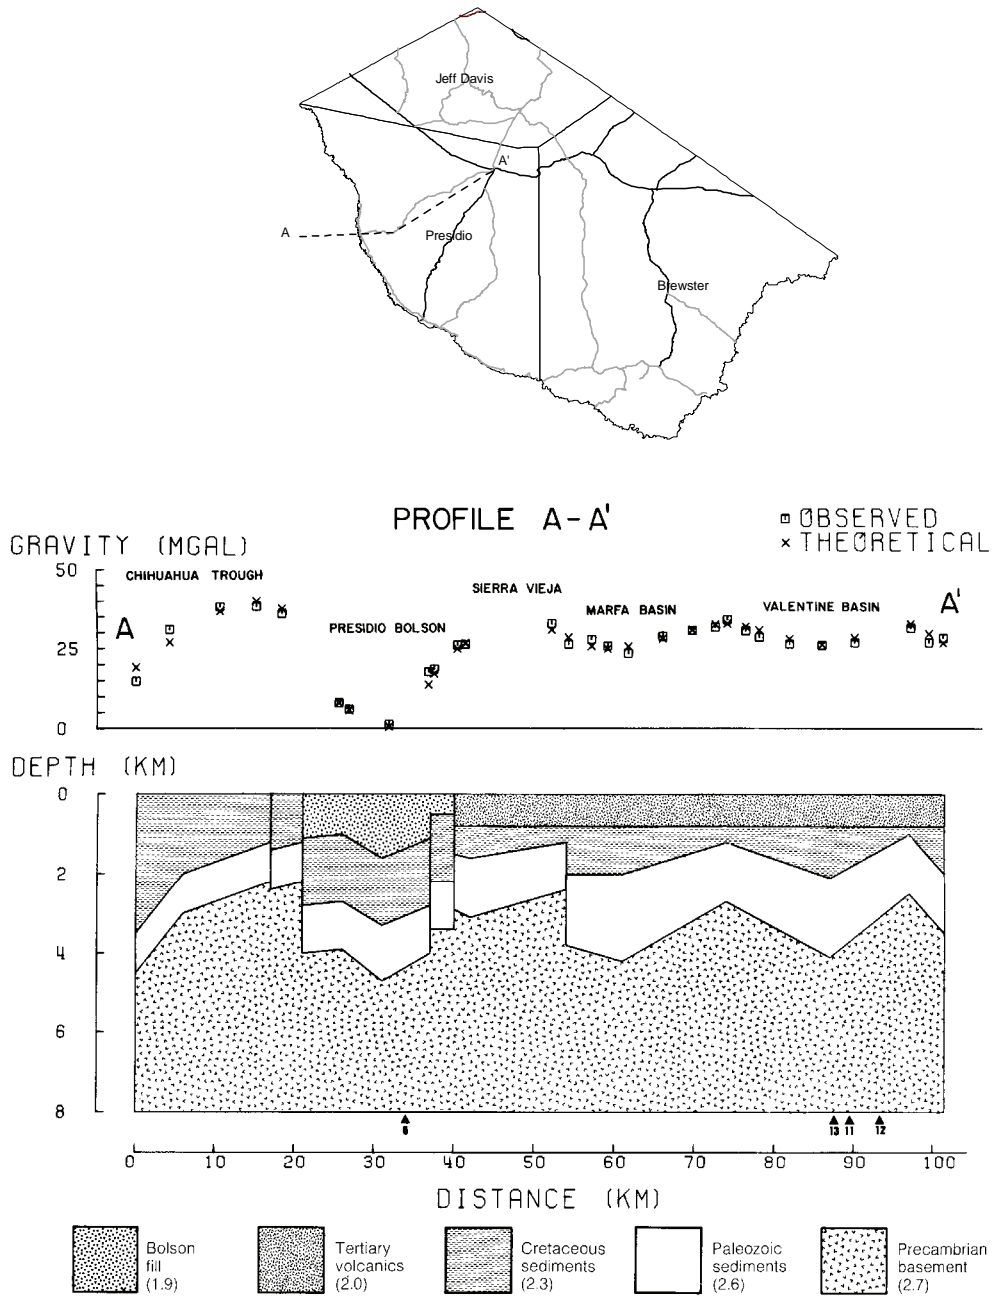 Jeff Davis
A'
A
Presidio
Brewster
PROFILE A-A'
OBSERVED
THEORETICAL
GRAVITY (MGAL)
50
CHIHUAHUA TROUGH
SIERRA VIEJA
MARFA BASIN
VALENTINE BASIN
A'
A
PRESIDIO BOLSON
25
0
DEPTH (KM)
0
2
4
6
8
6 13 11 12
0 10 20 30 40 50 60 70 80 90 100
DISTANCE (KM)
Bolson fill (1.9)
Tertiary volcanics (2.0)
Cretaceous sediments (2.3)
Paleozoic sediments (2.6)
Precambrian basement (2.7)